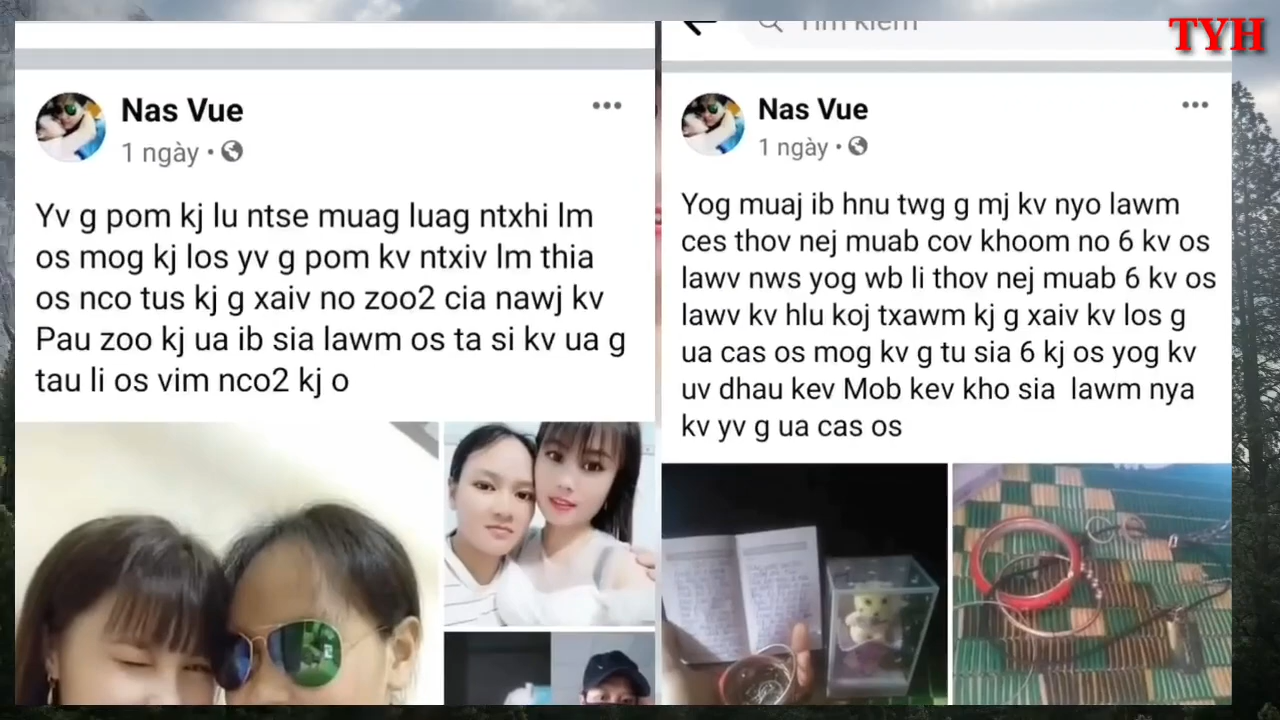 TYH
Nas Vue
1 ngày
Yv g pom kj lu ntse muag luag ntxhi lm
os mog kj los yv g pom kv ntxiv lm thia
os nco tus kj g xaiv no zoo2 cia nawj kv
Pau zoo kj ua ib sia lawm os ta si kv ua g
tau li os vim nco2 kj o
Tìm kiếm
Nas Vue
1 ngày
Yog muaj ib hnu twg g mj kv nyo lawm
ces thov nej muab cov khoom no 6 kv os
lawv nws yog wb li thov nej muab 6 kv os
lawv kv hlu koj txawm kj g xaiv kv los g
ua cas os mog kv g tu sia 6 kj os yog kv
uv dhau kev Mob kev kho sia lawm nya
kv yv g ua cas os